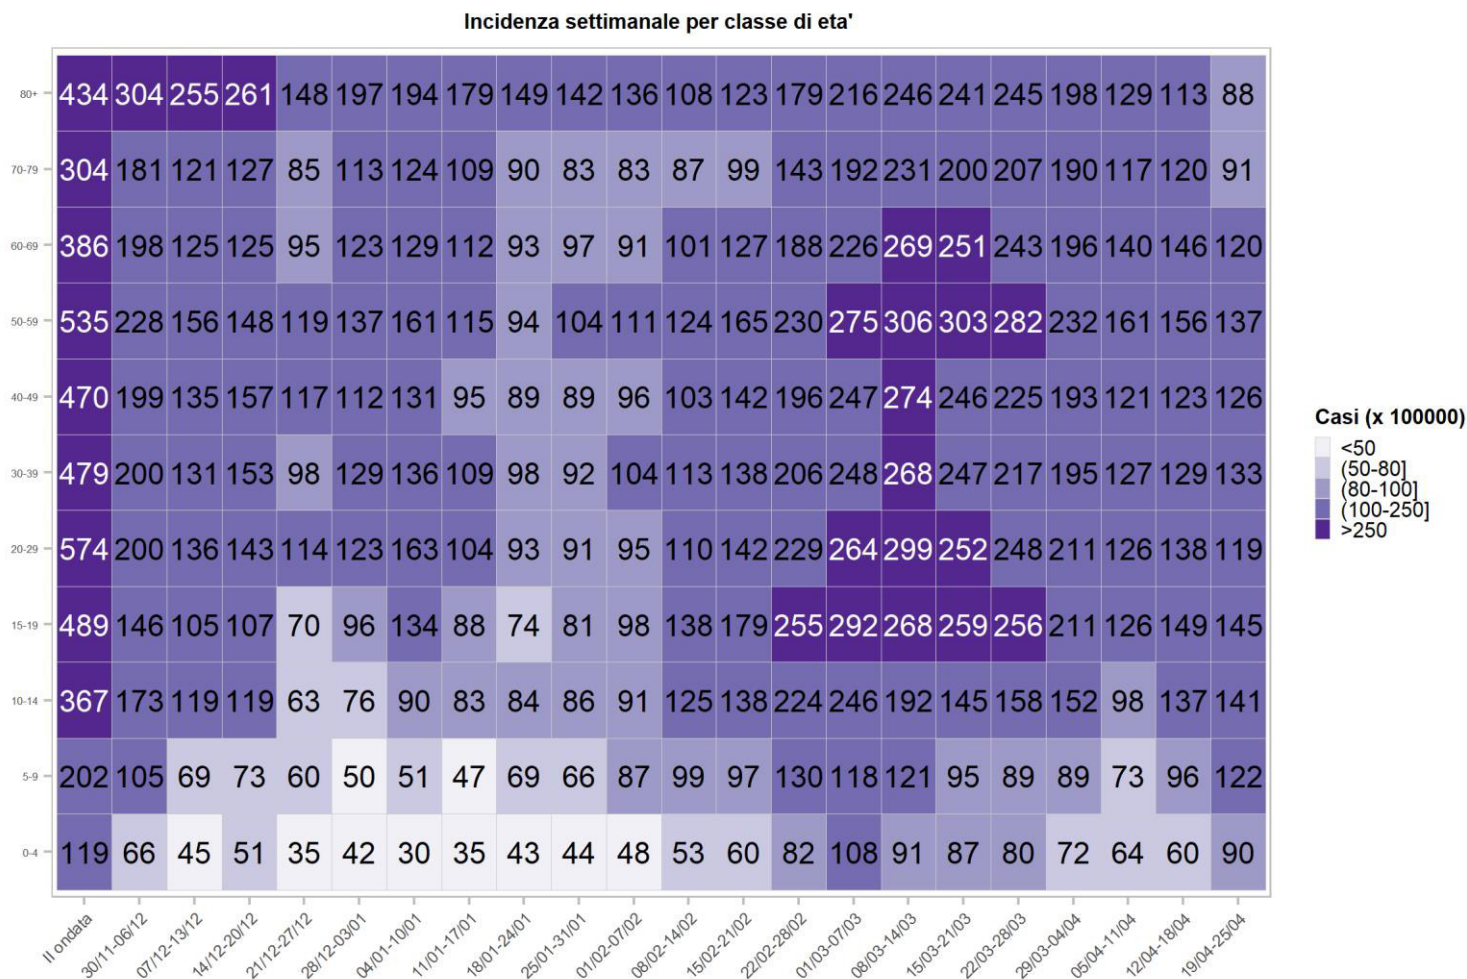 Incidenza settimanale per classe di eta'
80+ 434 304 255 261 148 197 194 179 149 142 136 108 123 179 216 246 241 245 198 129 113 88
70-79 304 181 121 127 85 113 124 109 90 83 83 87 99 143 192 231 200 207 190 117 120 91
60-69 386 198 125 125 95 123 129 112 93 97 91 101 127 188 226 269 251 243 196 140 146 120
50-59 535 228 156 148 119 137 161 115 94 104 111 124 165 230 275 306 303 282 232 161 156 137
40-49 470 199 135 157 117 112 131 95 89 89 96 103 142 196 247 274 246 225 193 121 123 126
30-39 479 200 131 153 98 129 136 109 98 92 104 113 138 206 248 268 247 217 195 127 129 133
20-29 574 200 136 143 114 123 163 104 93 91 95 110 142 229 264 299 252 248 211 126 138 119
15-19 489 146 105 107 70 96 134 88 74 81 98 138 179 255 292 268 259 256 211 126 149 145
10-14 367 173 119 119 63 76 90 83 84 86 91 125 138 224 246 192 145 158 152 98 137 141
5-9 202 105 69 73 60 50 51 47 69 66 87 99 97 130 118 121 95 89 89 73 96 122
0-4 119 66 45 51 35 42 30 35 43 44 48 53 60 82 108 91 87 80 72 64 60 90
II ondata 30/11-06/12 07/12-13/12 14/12-20/12 21/12-27/12 28/12-03/01 04/01-10/01 11/01-17/01 18/01-24/01 25/01-31/01 01/02-07/02 08/02-14/02 15/02-21/02 22/02-28/02 01/03-07/03 08/03-14/03 15/03-21/03 22/03-28/03 29/03-04/04 05/04-11/04 12/04-18/04 19/04-25/04
Casi (x 100000)
<50
(50-80]
(80-100]
(100-250]
>250